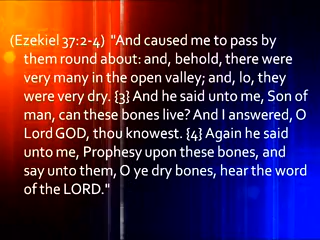 (Ezekiel 37:2-4)  "And caused me to pass by
them round about: and, behold, there were
very many in the open valley; and, lo, they
were very dry. {3} And he said unto me, Son of
man, can these bones live? And I answered, O
Lord GOD, thou knowest. {4} Again he said
unto me, Prophesy upon these bones, and
say unto them, O ye dry bones, hear the word
of the LORD."